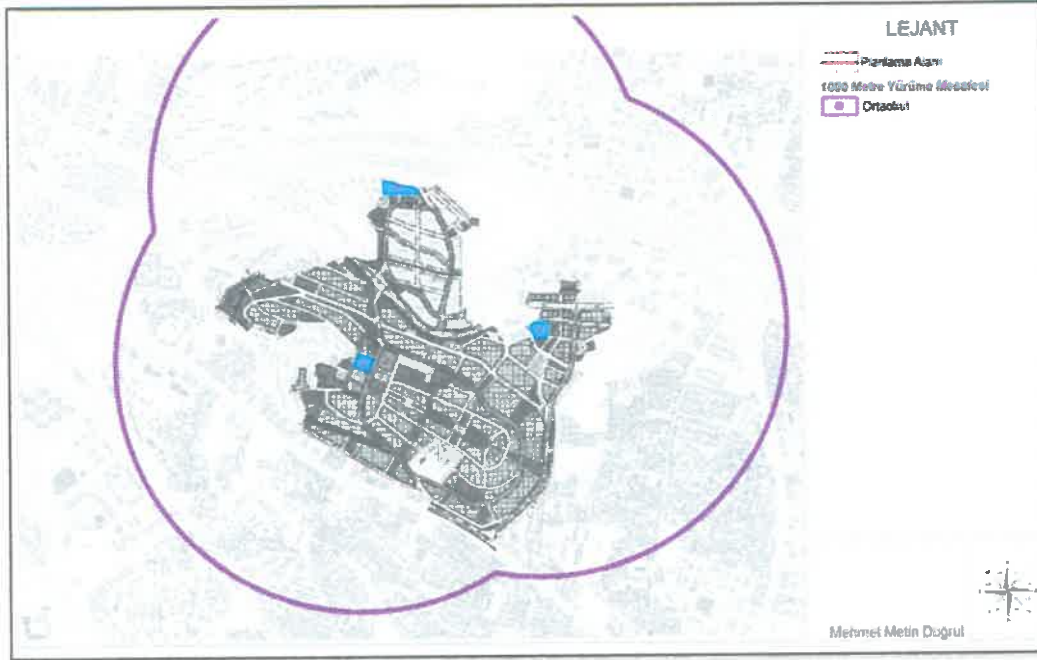 LEJANT
Planlama Alanı
1000 Metre Yürüme Mesafesi
Ortaokul
Mehmet Metin Doğrul